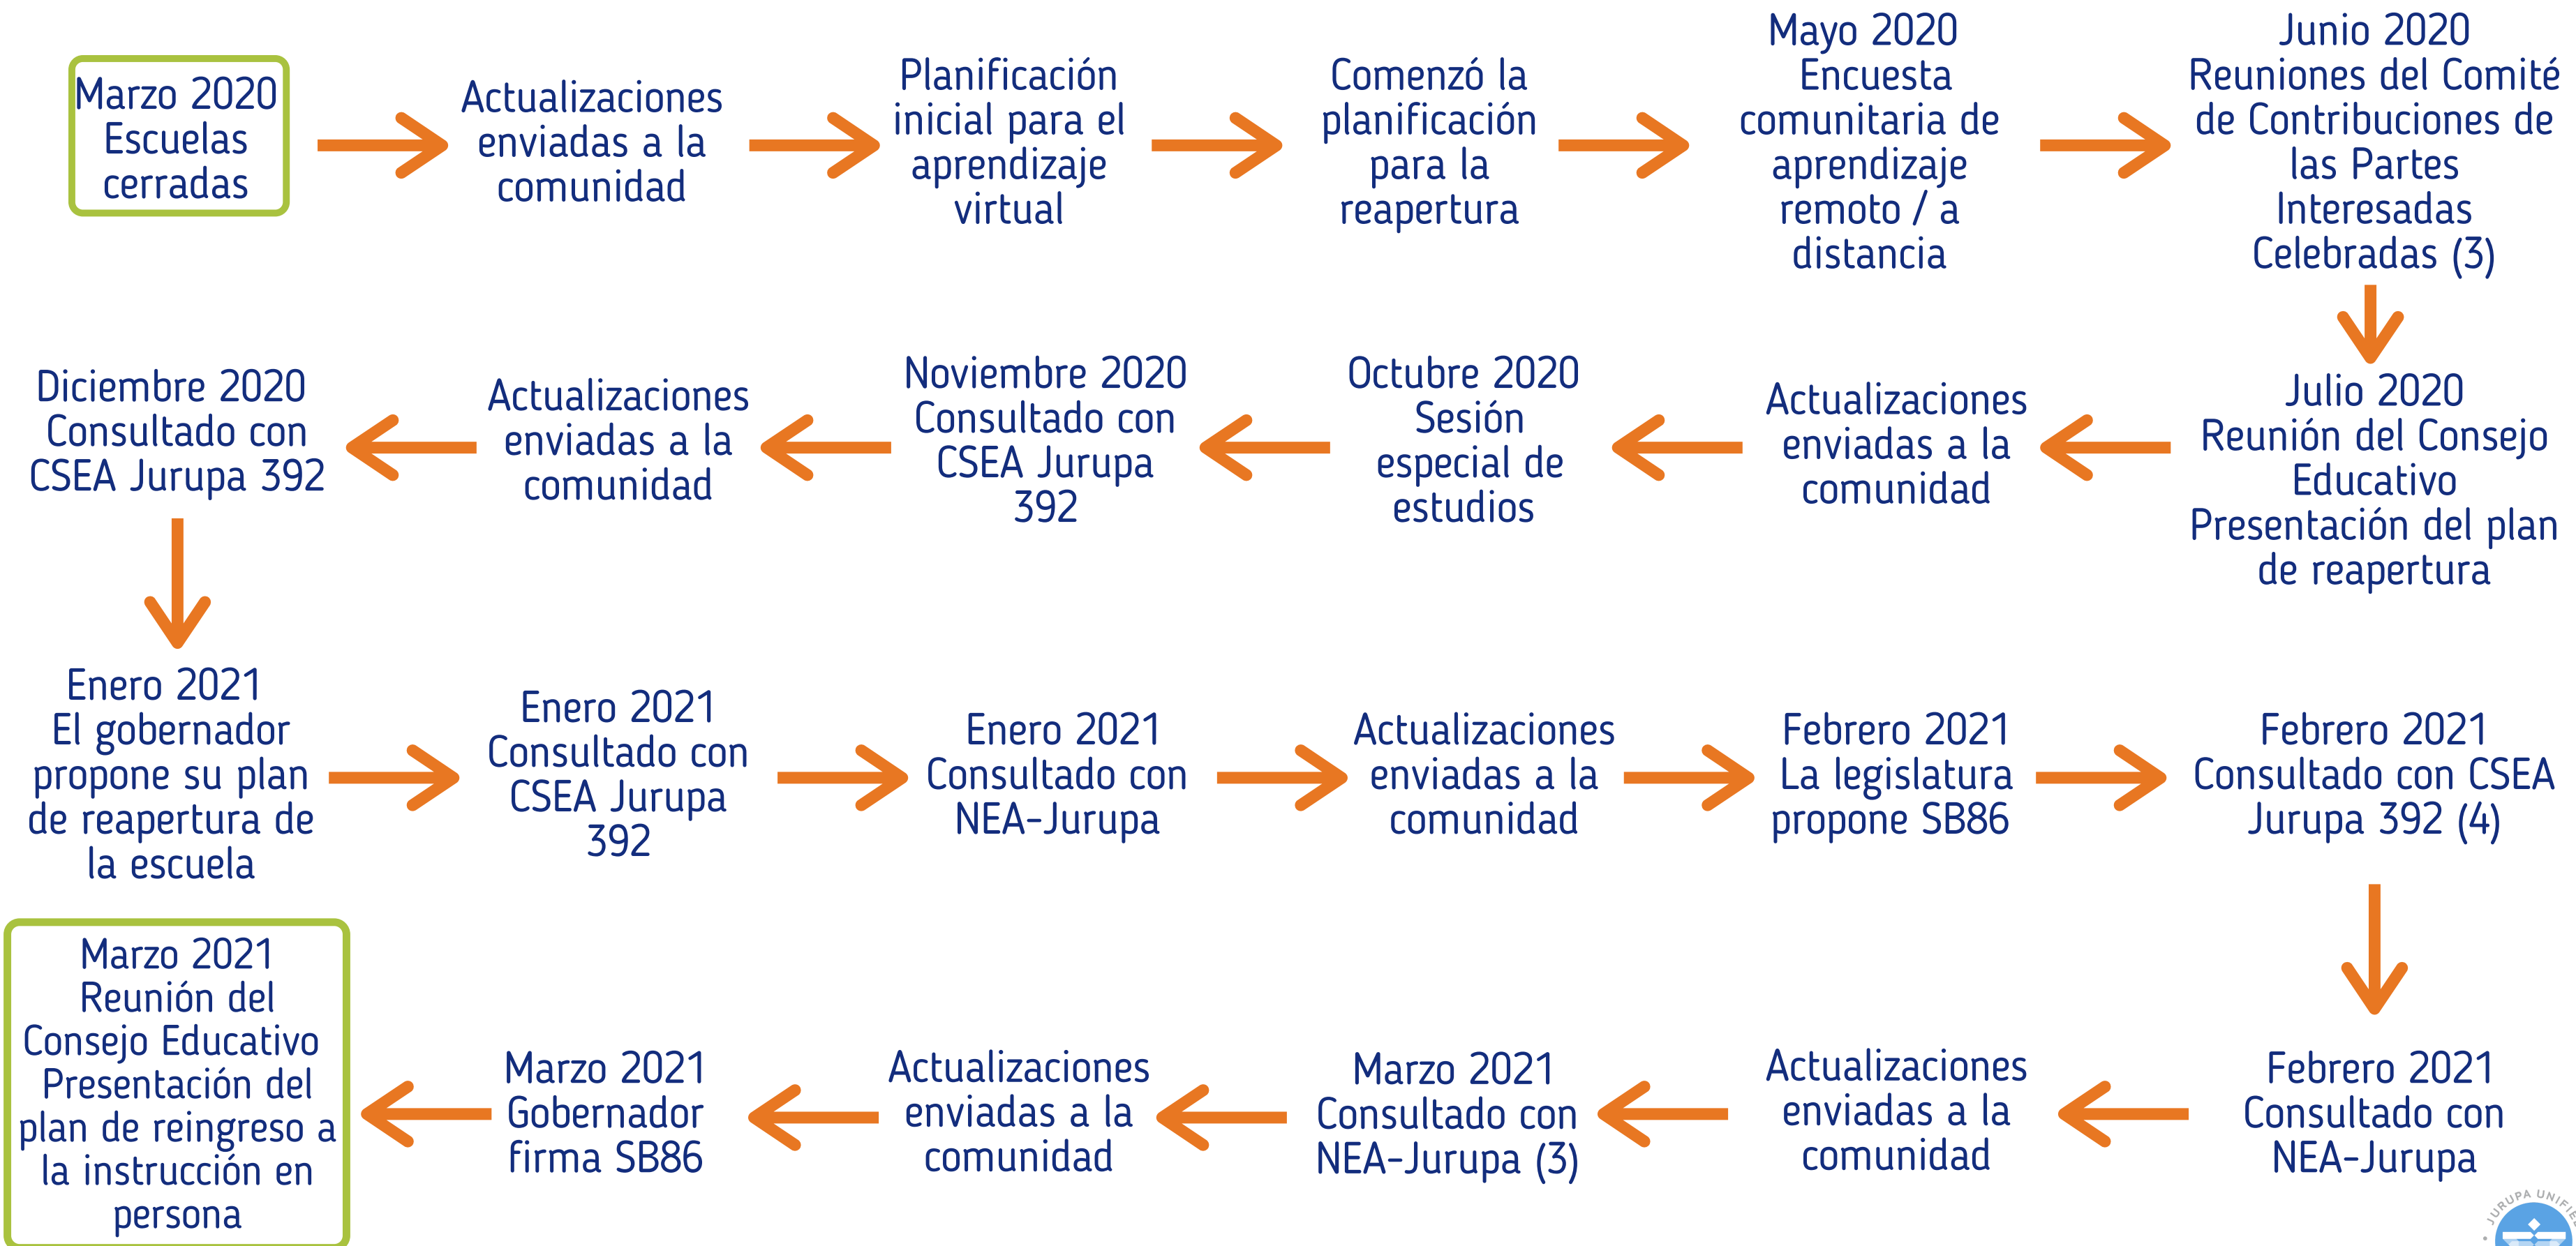 Marzo 2020
Escuelas
cerradas
Actualizaciones
enviadas a la
comunidad
Planificación
inicial para el
aprendizaje
virtual
Comenzó la
planificación
para la
reapertura
Mayo 2020
Encuesta
comunitaria de
aprendizaje
remoto / a
distancia
Junio 2020
Reuniones del Comité
de Contribuciones de
las Partes
Interesadas
Celebradas (3)
Julio 2020
Reunión del Consejo
Educativo
Presentación del plan
de reapertura
Actualizaciones
enviadas a la
comunidad
Octubre 2020
Sesión
especial de
estudios
Noviembre 2020
Consultado con
CSEA Jurupa
392
Actualizaciones
enviadas a la
comunidad
Diciembre 2020
Consultado con
CSEA Jurupa 392
Enero 2021
El gobernador
propone su plan
de reapertura de
la escuela
Enero 2021
Consultado con
CSEA Jurupa
392
Enero 2021
Consultado con
NEA-Jurupa
Actualizaciones
enviadas a la
comunidad
Febrero 2021
La legislatura
propone SB86
Febrero 2021
Consultado con CSEA
Jurupa 392 (4)
Febrero 2021
Consultado con
NEA-Jurupa
Actualizaciones
enviadas a la
comunidad
Marzo 2021
Consultado con
NEA-Jurupa (3)
Actualizaciones
enviadas a la
comunidad
Marzo 2021
Gobernador
firma SB86
Marzo 2021
Reunión del
Consejo Educativo
Presentación del
plan de reingreso a
la instrucción en
persona
JURUPA